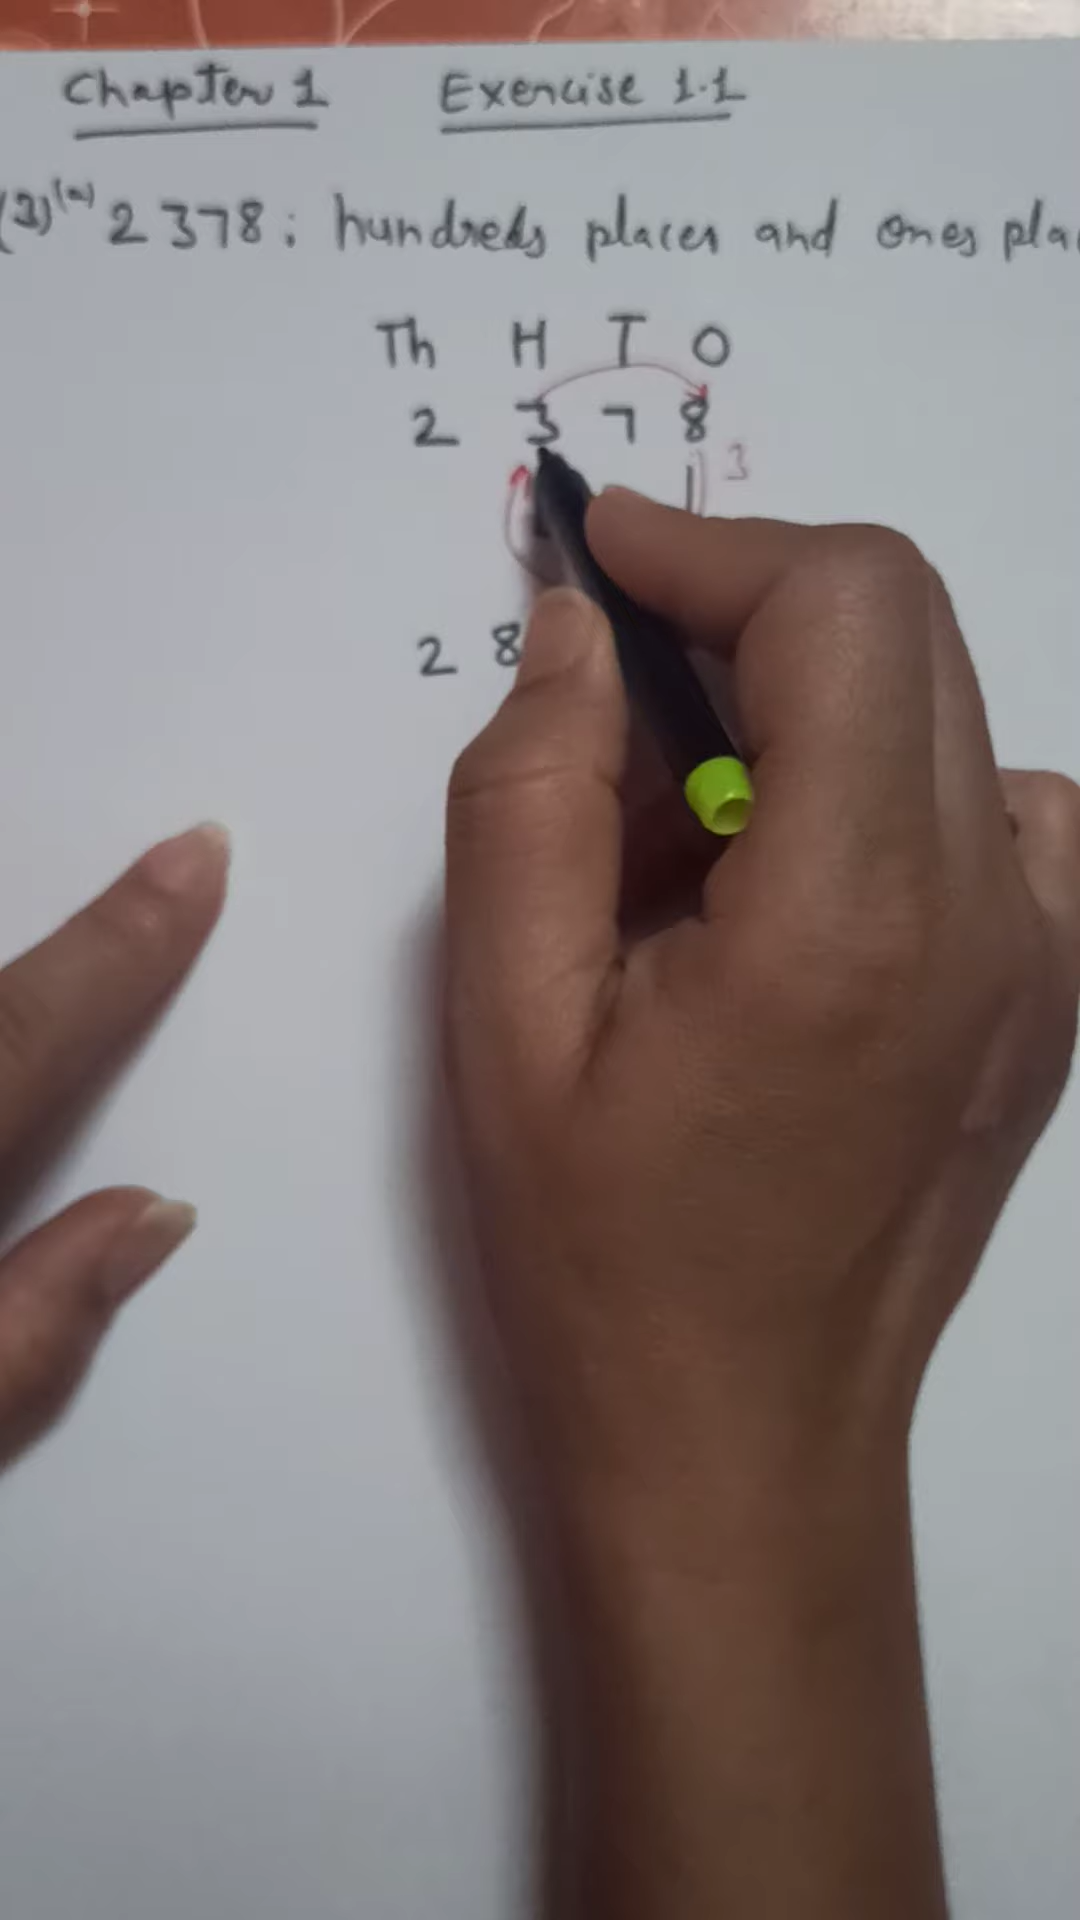 Chapter 1 Exercise 1.1
(2)(a) 2378; hundreds places and ones pla
Th H T O
2 3 7 8
3
2 8